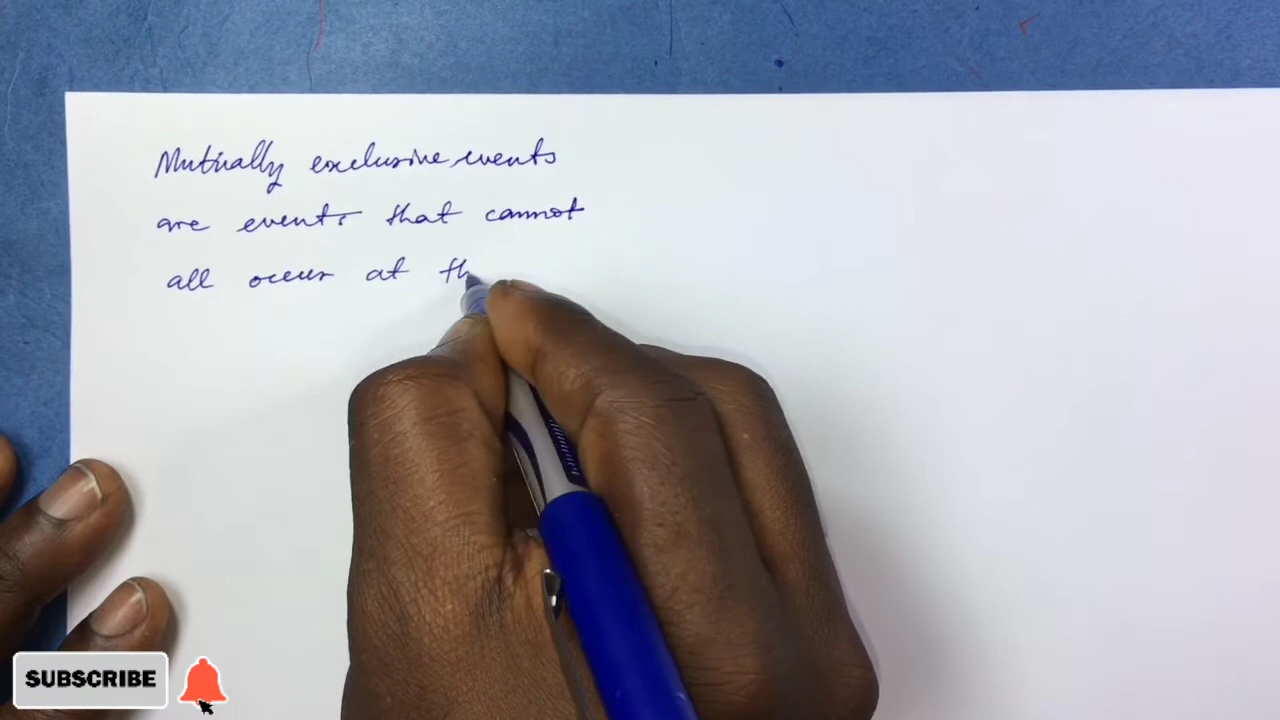 Mutually exclusive events
are events that cannot
all occur at th
SUBSCRIBE